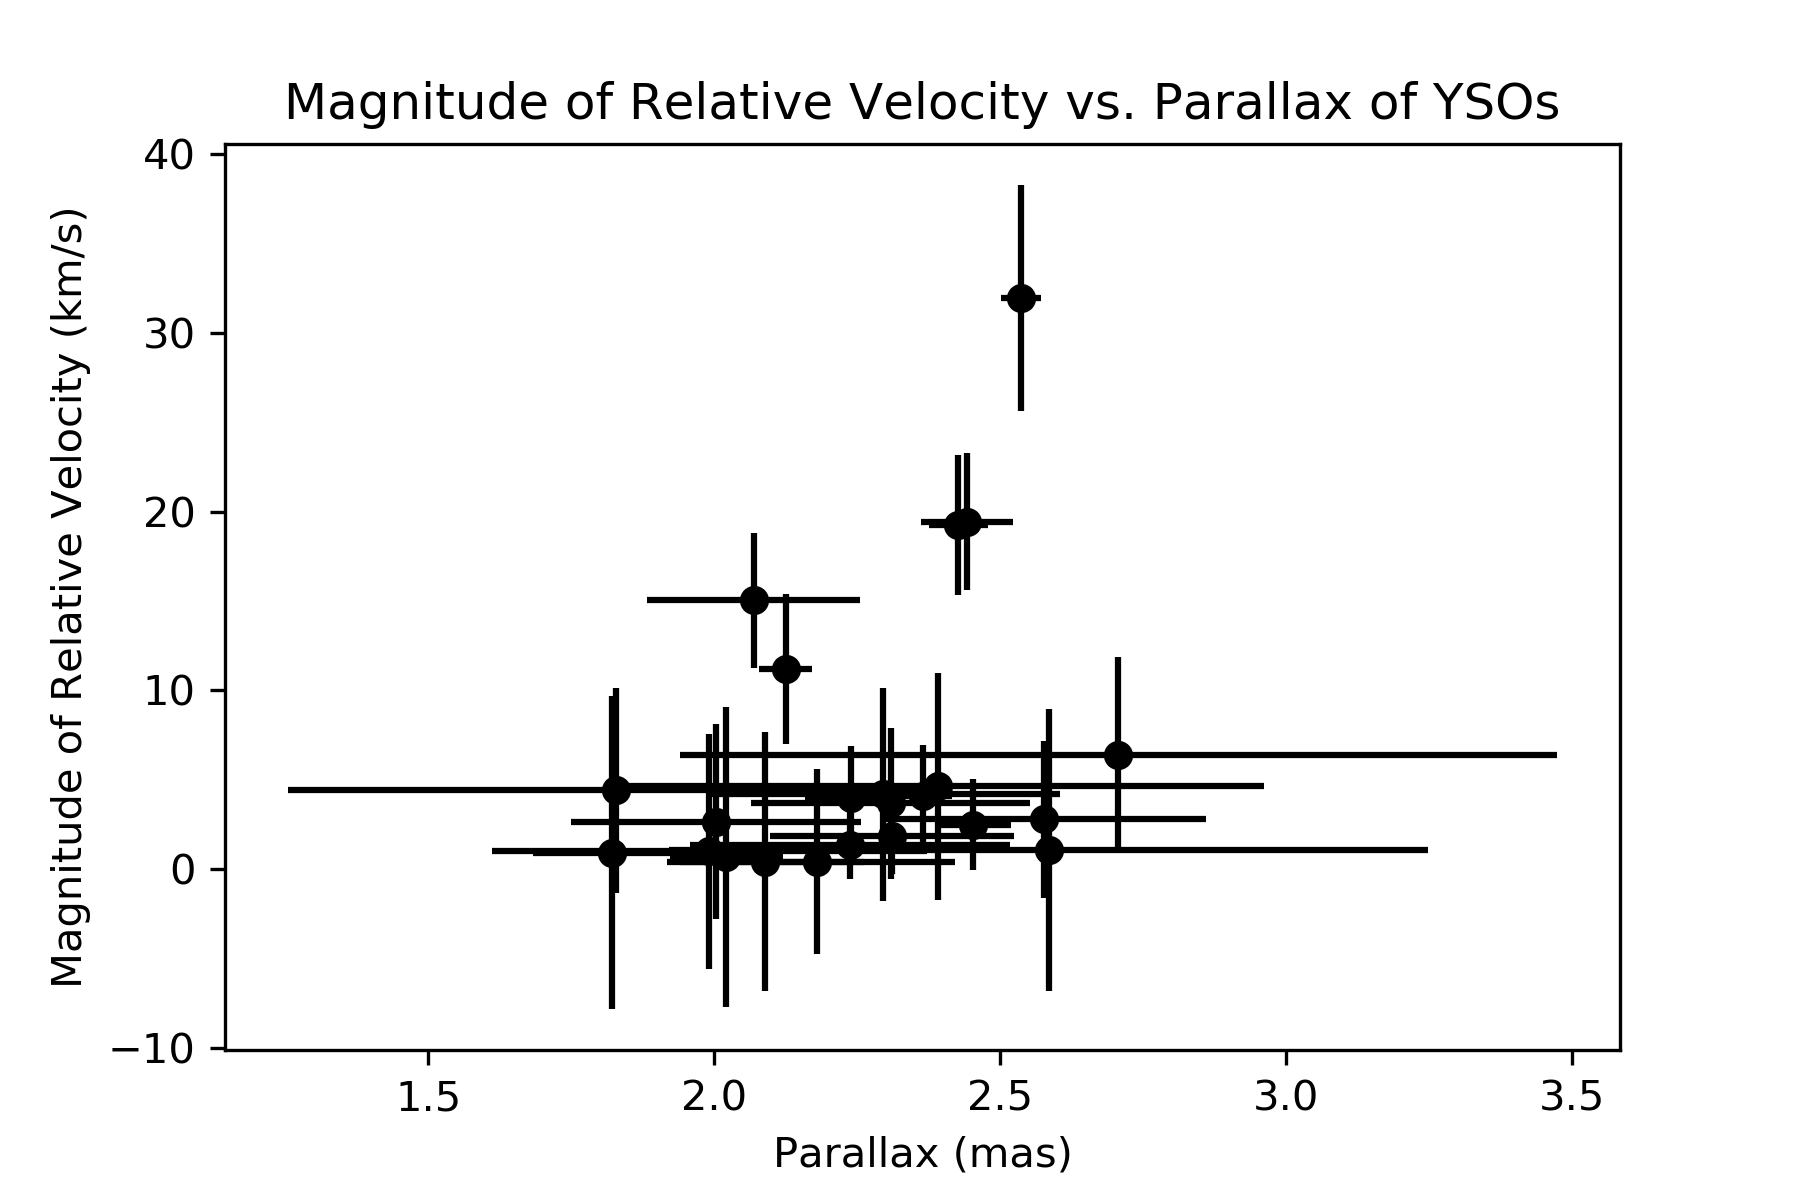 Magnitude of Relative Velocity vs. Parallax of YSOs
Magnitude of Relative Velocity (km/s)
40
30
20
10
0
−10
1.5 2.0 2.5 3.0 3.5
Parallax (mas)